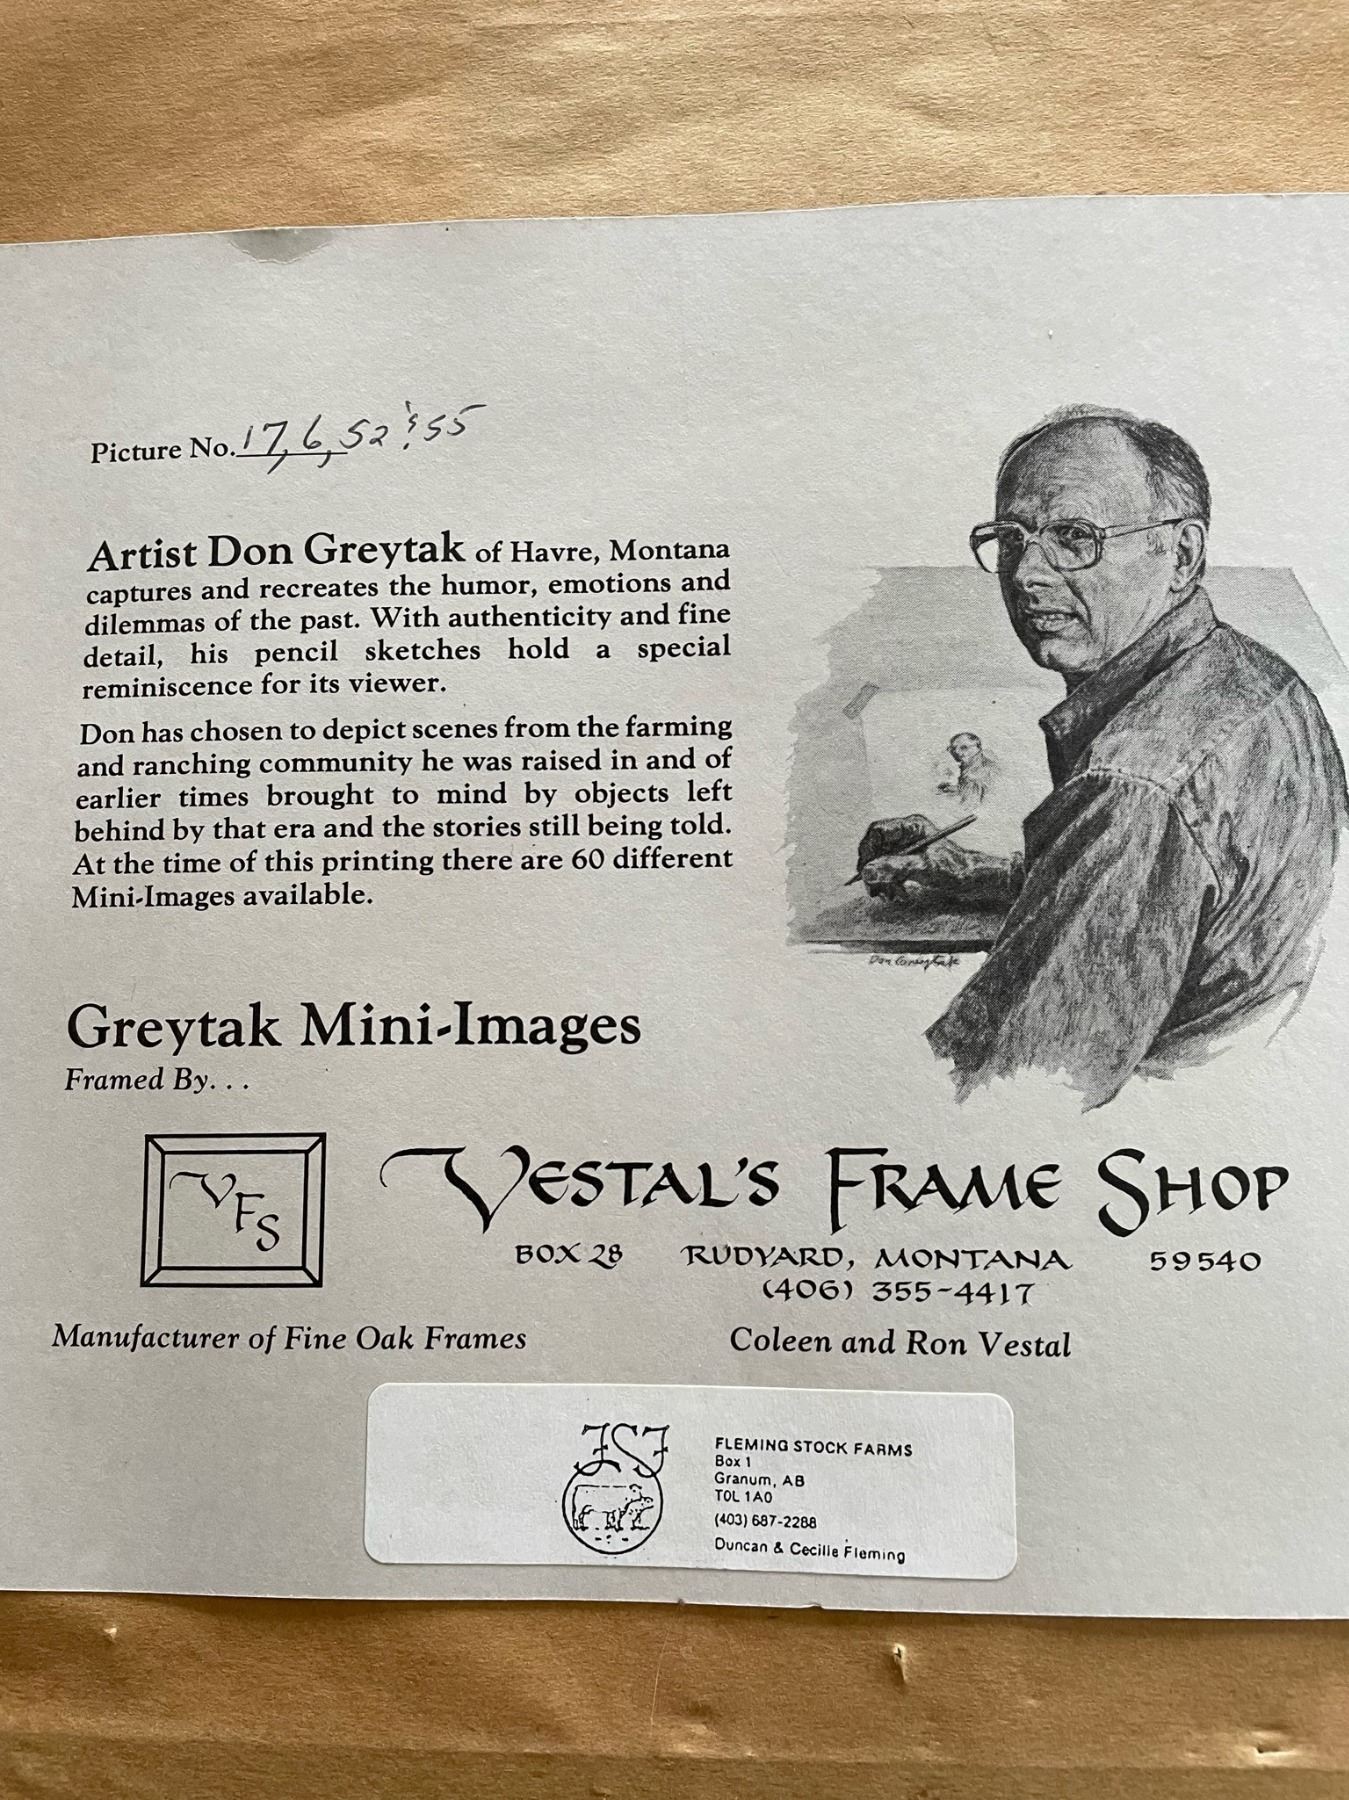 Picture No. 17, 6, 52 & 55
Artist Don Greytak of Havre, Montana
captures and recreates the humor, emotions and
dilemmas of the past. With authenticity and fine
detail, his pencil sketches hold a special
reminiscence for its viewer.
Don has chosen to depict scenes from the farming
and ranching community he was raised in and of
earlier times brought to mind by objects left
behind by that era and the stories still being told.
At the time of this printing there are 60 different
Mini-Images available.
Don Greytak
Greytak Mini-Images
Framed By. . .
VFS
VESTAL'S FRAME SHOP
BOX 28 RUDYARD, MONTANA 59540
(406) 355-4417
Manufacturer of Fine Oak Frames
Coleen and Ron Vestal
FSF
FLEMING STOCK FARMS
Box 1
Granum, AB
T0L 1A0
(403) 687-2288
Duncan & Cecille Fleming